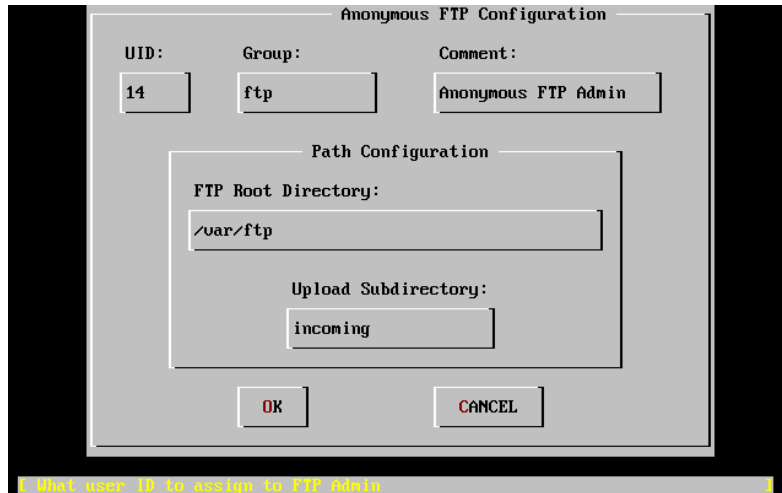 Anonymous FTP Configuration
UID: Group: Comment:
14 ftp Anonymous FTP Admin
Path Configuration
FTP Root Directory:
/var/ftp
Upload Subdirectory:
incoming
OK CANCEL
[ What user ID to assign to FTP Admin ]